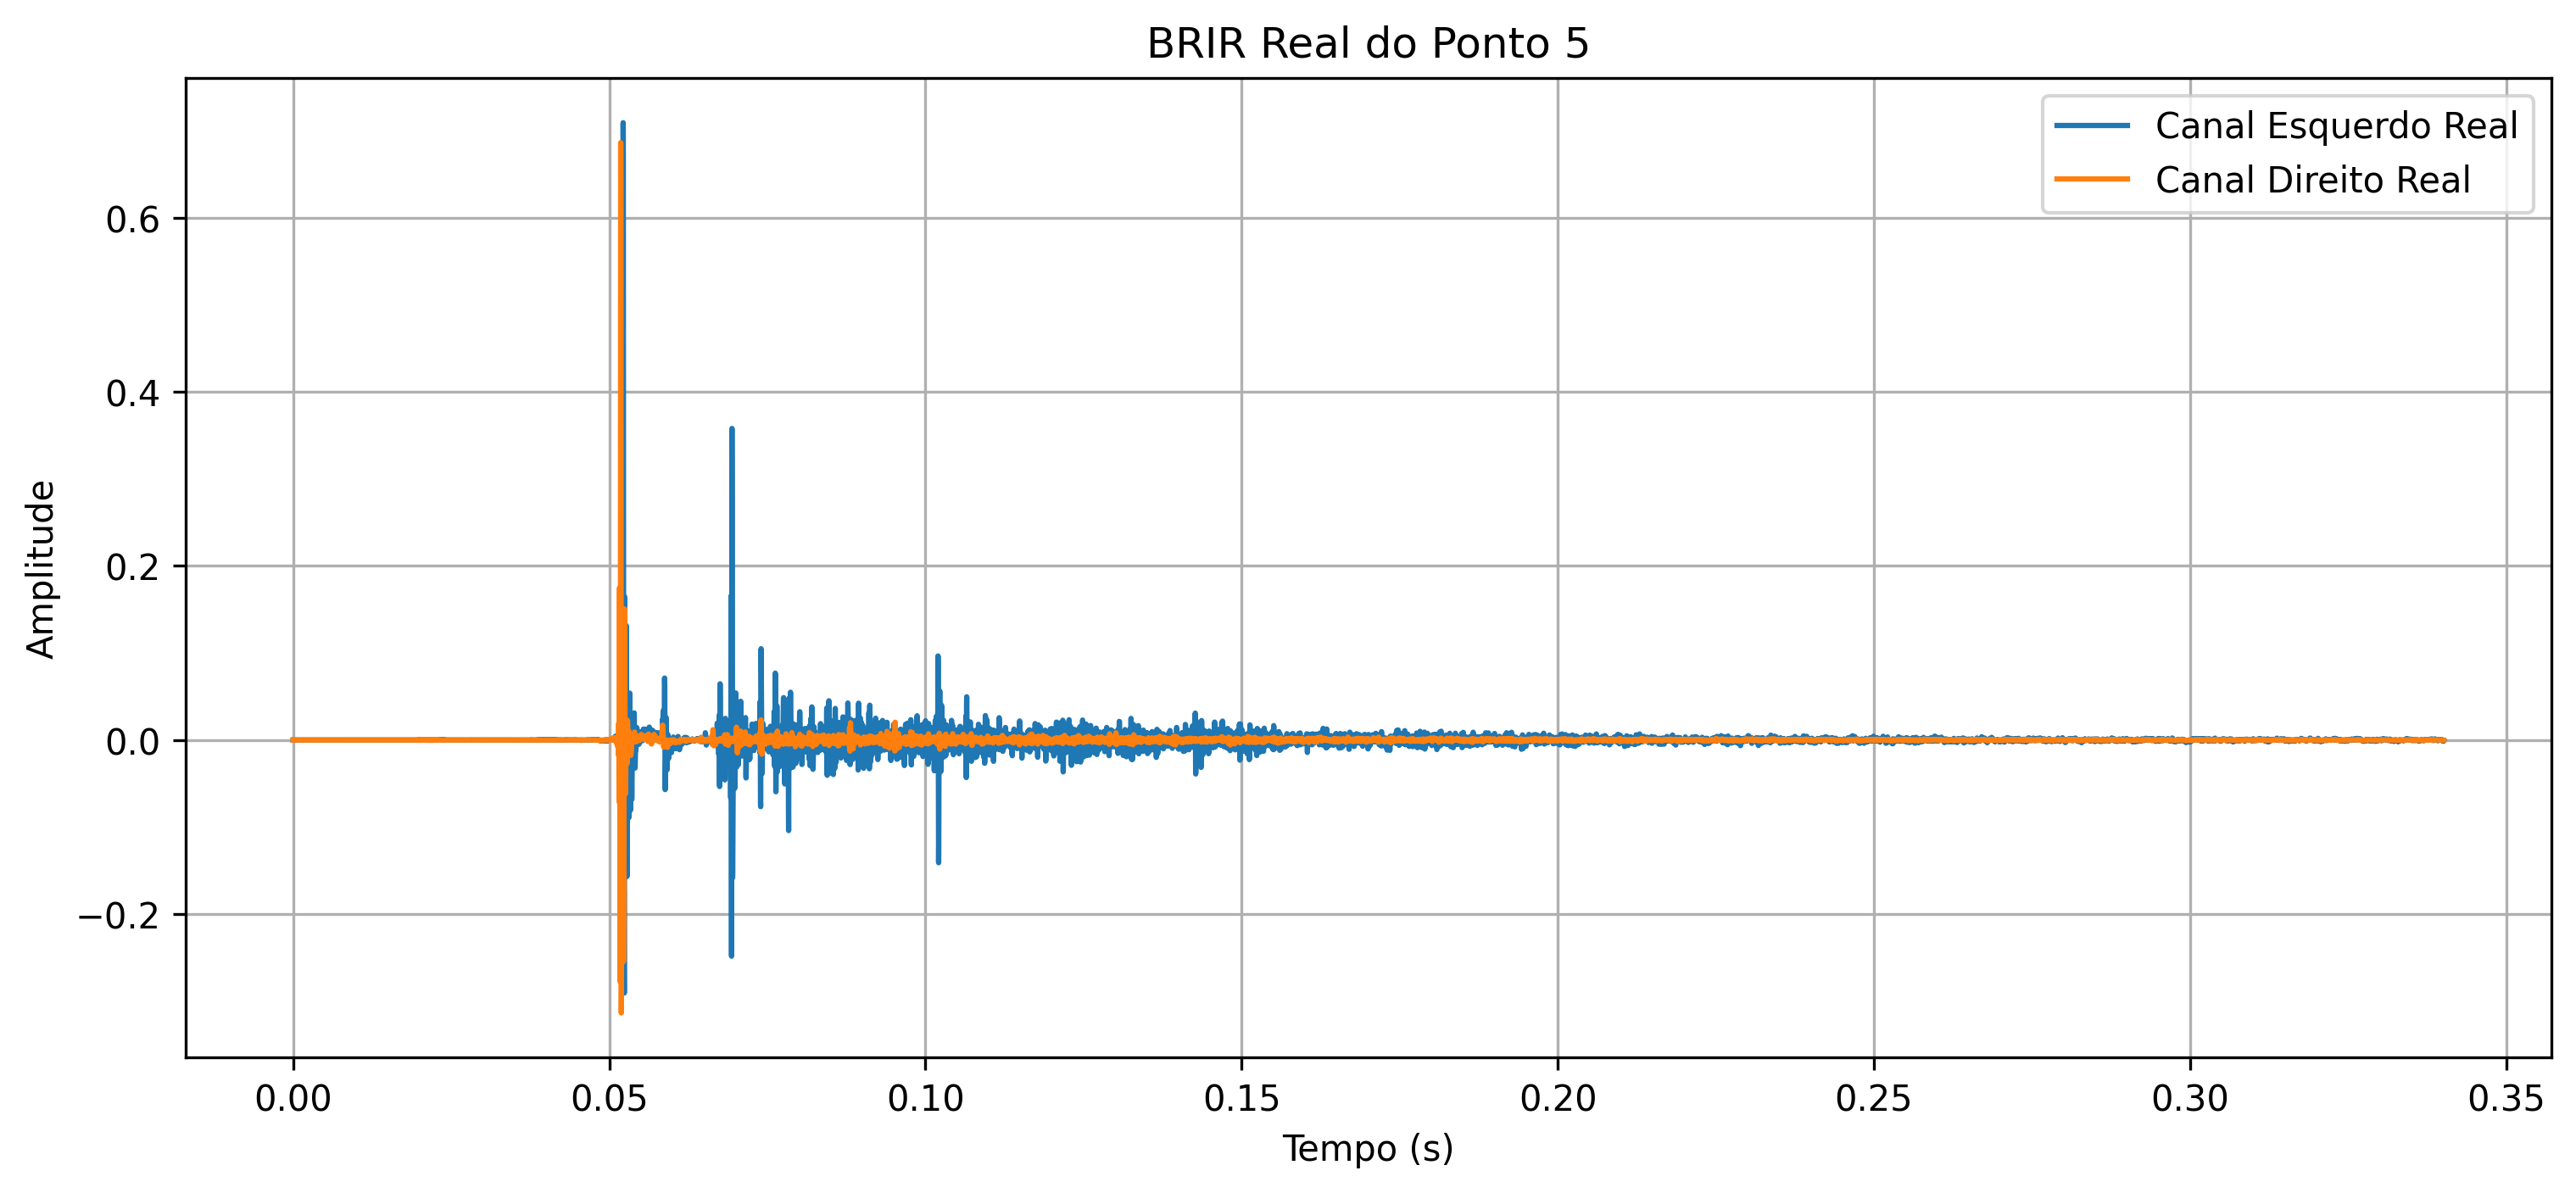 BRIR Real do Ponto 5
Canal Esquerdo Real
Canal Direito Real
Amplitude
0.6
0.4
0.2
0.0
−0.2
0.00 0.05 0.10 0.15 0.20 0.25 0.30 0.35
Tempo (s)